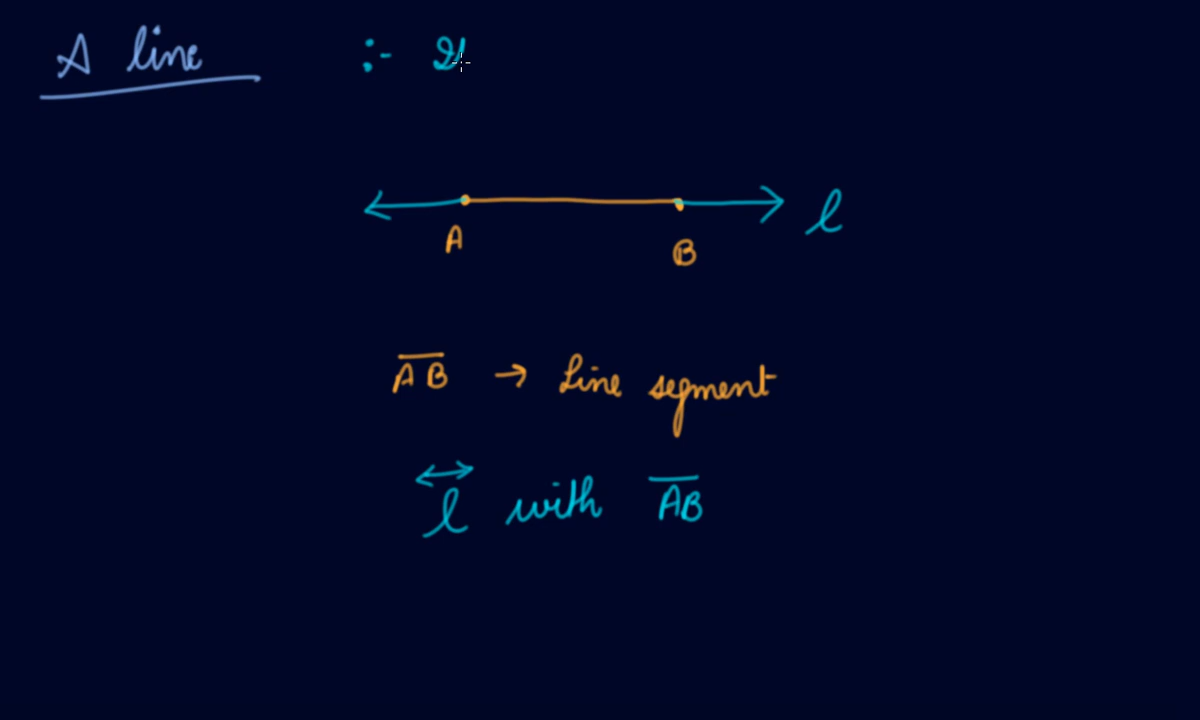 A line :-
l
A B
AB → Line segment
l with AB